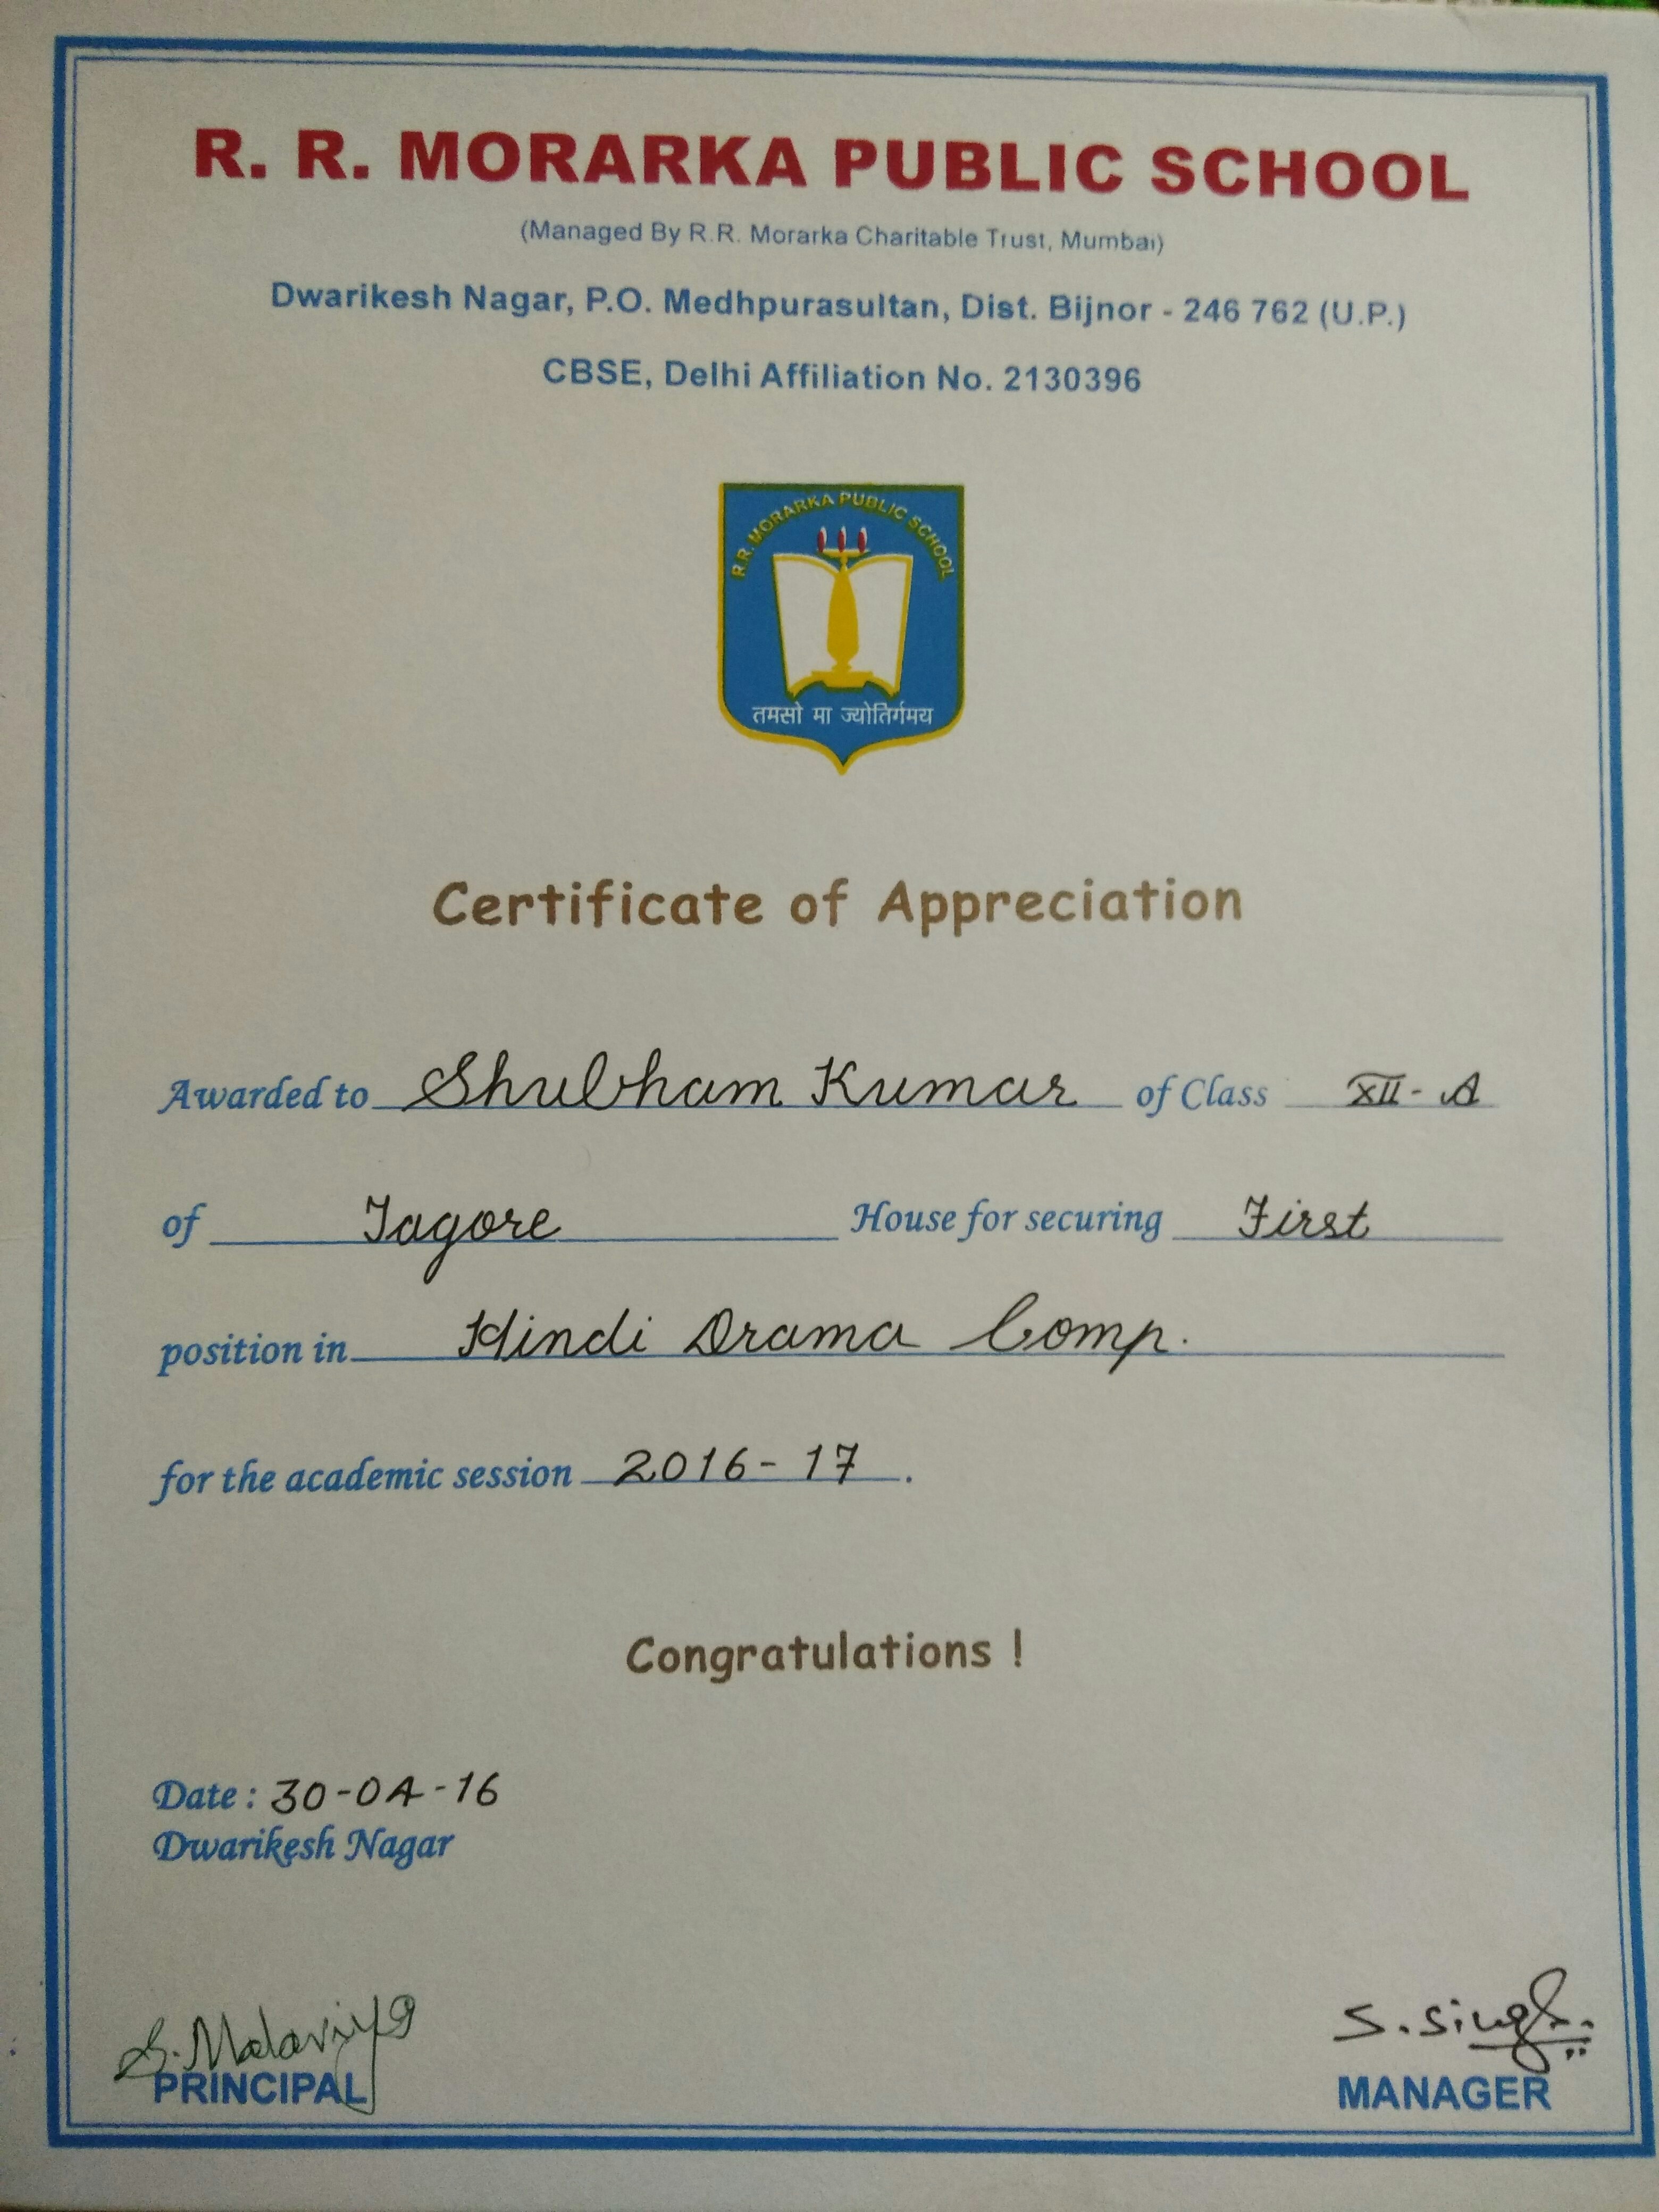 R. R. MORARKA PUBLIC SCHOOL
(Managed By R.R. Morarka Charitable Trust, Mumbai)
Dwarikesh Nagar, P.O. Medhpurasultan, Dist. Bijnor - 246 762 (U.P.)
CBSE, Delhi Affiliation No. 2130396
R.R. MORARKA PUBLIC SCHOOL
तमसो मा ज्योतिर्गमय
Certificate of Appreciation
Awarded to Shubham Kumar of Class XII - A
of Tagore House for securing First
position in Hindi Drama Comp.
for the academic session 2016 - 17 .
Congratulations !
Date : 30-04-16
Dwarikesh Nagar
S. Malaviya S. Singh
PRINCIPAL MANAGER